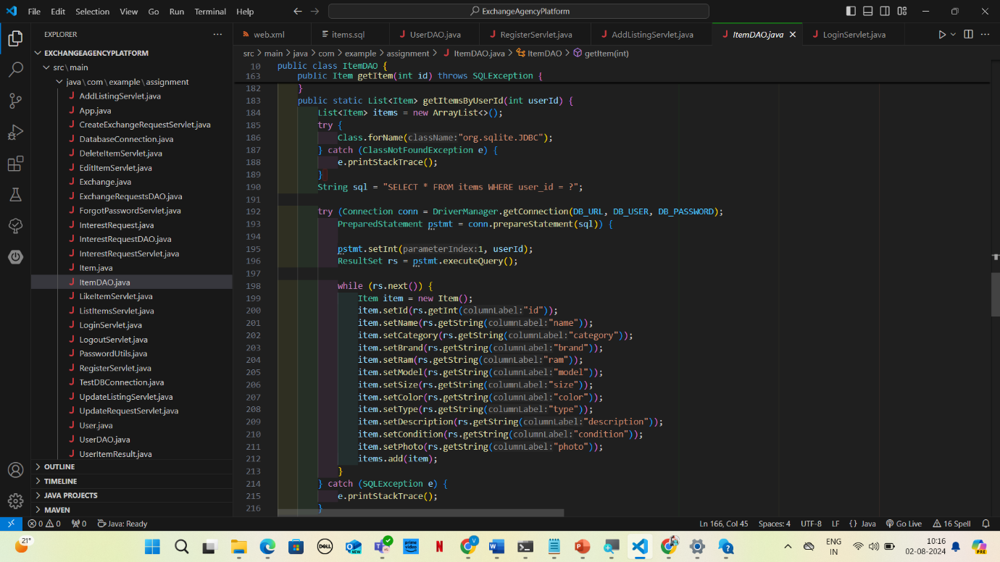 File Edit Selection View Go Run Terminal Help
ExchangeAgencyPlatform
EXPLORER
EXCHANGEAGENCYPLATFORM
src\main
java\com\example\assignment
AddListingServlet.java
App.java
CreateExchangeRequestServlet.java
DatabaseConnection.java
DeleteItemServlet.java
EditItemServlet.java
Exchange.java
ExchangeRequestsDAO.java
ForgotPasswordServlet.java
InterestRequest.java
InterestRequestDAO.java
InterestRequestServlet.java
Item.java
ItemDAO.java
LikeItemServlet.java
ListItemsServlet.java
LoginServlet.java
LogoutServlet.java
PasswordUtils.java
RegisterServlet.java
TestDBConnection.java
UpdateListingServlet.java
UpdateRequestServlet.java
User.java
UserDAO.java
UserItemResult.java
OUTLINE
TIMELINE
JAVA PROJECTS
MAVEN
web.xml items.sql UserDAO.java RegisterServlet.java AddListingServlet.java ItemDAO.java LoginServlet.java
src > main > java > com > example > assignment > ItemDAO.java > ItemDAO > getItem(int)
10 public class ItemDAO {
163 public Item getItem(int id) throws SQLException {
182 }
183 public static List<Item> getItemsByUserId(int userId) {
184 List<Item> items = new ArrayList<>();
185 try {
186 Class.forName(className:"org.sqlite.JDBC");
187 } catch (ClassNotFoundException e) {
188 e.printStackTrace();
189 }
190 String sql = "SELECT * FROM items WHERE user_id = ?";
191
192 try (Connection conn = DriverManager.getConnection(DB_URL, DB_USER, DB_PASSWORD);
193 PreparedStatement pstmt = conn.prepareStatement(sql)) {
194
195 pstmt.setInt(parameterIndex:1, userId);
196 ResultSet rs = pstmt.executeQuery();
197
198 while (rs.next()) {
199 Item item = new Item();
200 item.setId(rs.getInt(columnLabel:"id"));
201 item.setName(rs.getString(columnLabel:"name"));
202 item.setCategory(rs.getString(columnLabel:"category"));
203 item.setBrand(rs.getString(columnLabel:"brand"));
204 item.setRam(rs.getString(columnLabel:"ram"));
205 item.setModel(rs.getString(columnLabel:"model"));
206 item.setSize(rs.getString(columnLabel:"size"));
207 item.setColor(rs.getString(columnLabel:"color"));
208 item.setType(rs.getString(columnLabel:"type"));
209 item.setDescription(rs.getString(columnLabel:"description"));
210 item.setCondition(rs.getString(columnLabel:"condition"));
211 item.setPhoto(rs.getString(columnLabel:"photo"));
212 items.add(item);
213 }
214 } catch (SQLException e) {
215 e.printStackTrace();
216 }
0 0 0 Java: Ready
Ln 166, Col 45 Spaces: 4 UTF-8 LF {} Java Go Live 16 Spell
21°
DELL
NEW
prime video
ENG
IN
10:16
02-08-2024
PRE